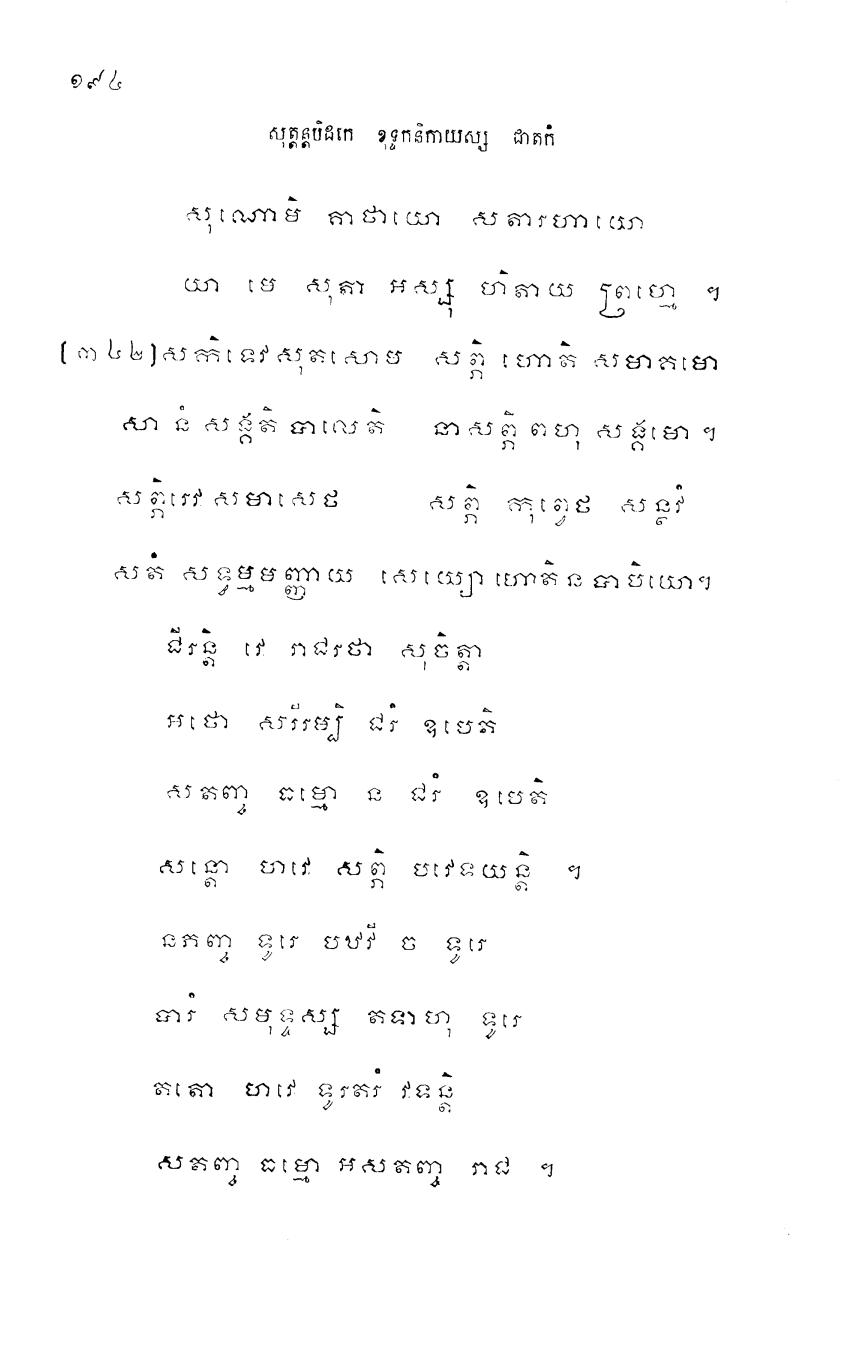 ១៩៤
សុត្តន្តបិដកេ ខុទ្ទកនិកាយស្ស ជាតកំ
សុណោមិ គាថាយោ សតារហាយោ
យា មេ សុតា អស្សុ ហិតាយ ព្រហ្មេ ។
[៣៤២] សកឹទេវ សុតសោម សព្ភិ ហោតិ សមាគមោ
សា នំ សង្គតិ បាលេតិ នាសព្ភិ ពហុ សង្គមោ ។
សព្ភិរេវ សមាសេថ សព្ភិ កុព្វេថ សន្ថវំ
សតំ សទ្ធម្មមញ្ញាយ សេយ្យោ ហោតិ ន បាបិយោ ។
ជីរន្តិ វេ រាជរថា សុចិត្តា
អថោ សរីរម្បិ ជរំ ឧបេតិ
សតញ្ច ធម្មោ ន ជរំ ឧបេតិ
សន្តោ ហវេ សព្ភិ បវេទយន្តិ ។
នភញ្ច ទូរេ បឋវី ច ទូរេ
បារំ សមុទ្ទស្ស តទាហុ ទូរេ
តតោ ហវេ ទូរតរំ វទន្តិ
សតញ្ច ធម្មោ អសតញ្ច រាជ ។